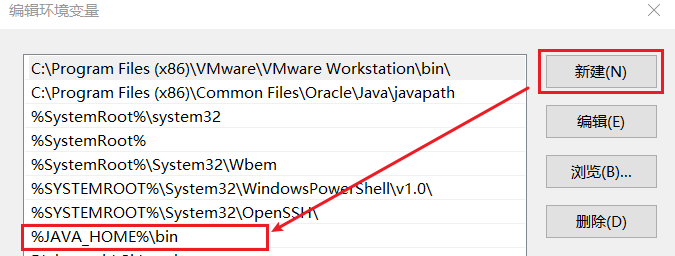 编辑环境变量
C:\Program Files (x86)\VMware\VMware Workstation\bin\
新建(N)
C:\Program Files (x86)\Common Files\Oracle\Java\javapath
%SystemRoot%\system32
编辑(E)
%SystemRoot%
%SystemRoot%\System32\Wbem
浏览(B)...
%SYSTEMROOT%\System32\WindowsPowerShell\v1.0\
%SYSTEMROOT%\System32\OpenSSH\
删除(D)
%JAVA_HOME%\bin